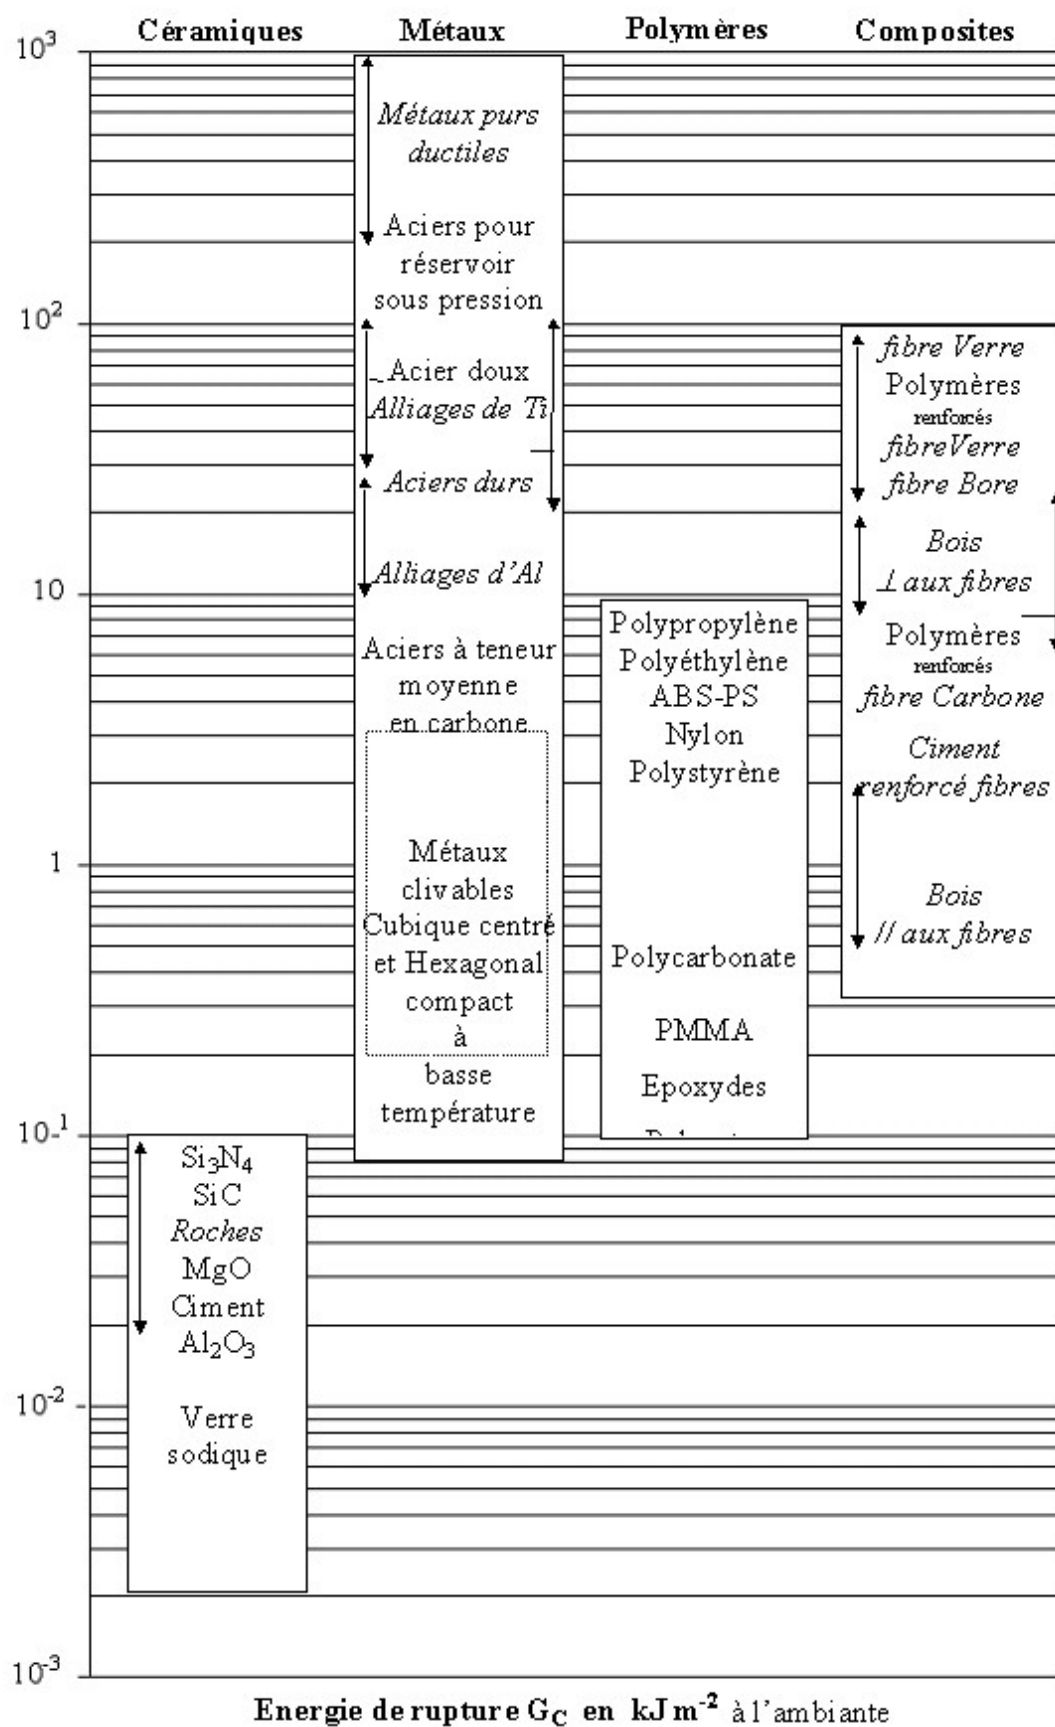 Céramiques Métaux Polymères Composites
10³
10²
10
1
10⁻¹
10⁻²
10⁻³
Si₃N₄
SiC
Roches
MgO
Ciment
Al₂O₃
Verre
sodique
Métaux purs
ductiles
Aciers pour
réservoir
sous pression
Acier doux
Alliages de Ti
Aciers durs
Alliages d'Al
Aciers à teneur
moyenne
en carbone
Métaux
clivables
Cubique centré
et Hexagonal
compact
à
basse
température
Polypropylène
Polyéthylène
ABS-PS
Nylon
Polystyrène
Polycarbonate
PMMA
Epoxydes
fibre Verre
Polymères
renforcés
fibre Verre
fibre Bore
Bois
⊥ aux fibres
Polymères
renforcés
fibre Carbone
Ciment
renforcé fibres
Bois
// aux fibres
Energie de rupture G_C en kJ m⁻² à l'ambiante